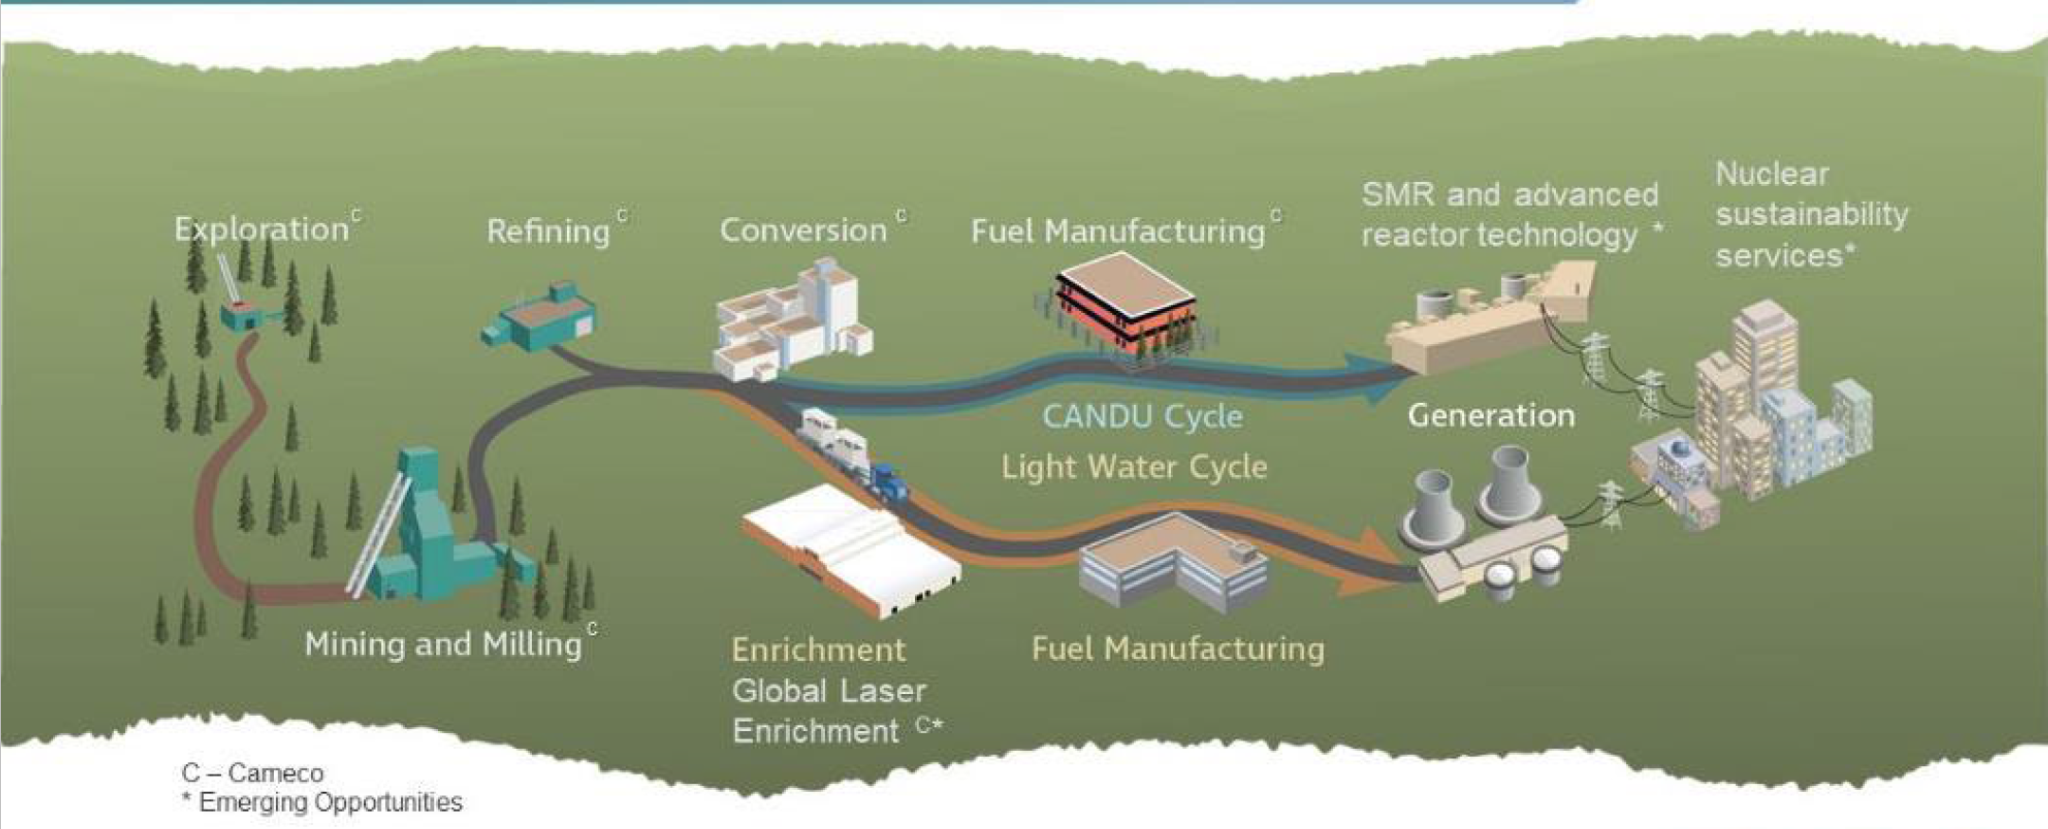 Exploration C
Refining C
Conversion C
Fuel Manufacturing C
SMR and advanced
reactor technology *
Nuclear
sustainability
services*
CANDU Cycle
Generation
Light Water Cycle
Mining and Milling C
Enrichment
Global Laser
Enrichment C*
Fuel Manufacturing
C – Cameco
* Emerging Opportunities